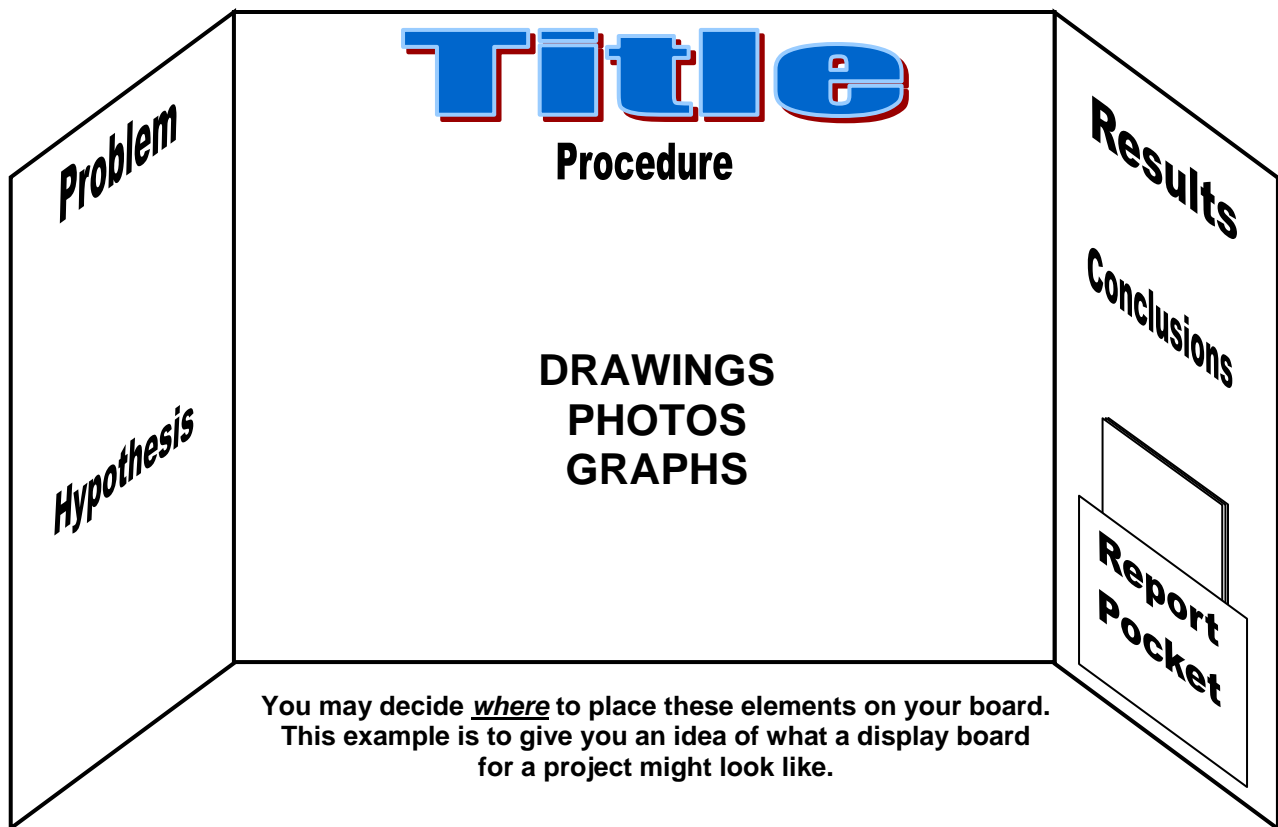 Title
Procedure
Problem
Hypothesis
DRAWINGS
PHOTOS
GRAPHS
Results
Conclusions
Report
Pocket
You may decide where to place these elements on your board.
This example is to give you an idea of what a display board
for a project might look like.